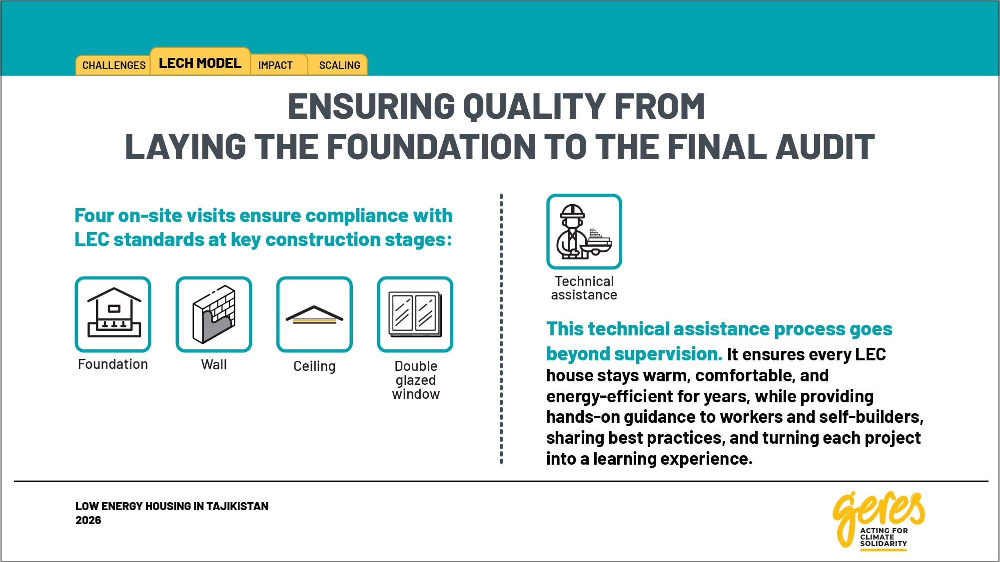 CHALLENGES
LECH MODEL
IMPACT
SCALING
ENSURING QUALITY FROM
LAYING THE FOUNDATION TO THE FINAL AUDIT
Four on-site visits ensure compliance with
LEC standards at key construction stages:
Foundation
Wall
Ceiling
Double
glazed
window
Technical
assistance
This technical assistance process goes
beyond supervision. It ensures every LEC
house stays warm, comfortable, and
energy-efficient for years, while providing
hands-on guidance to workers and self-builders,
sharing best practices, and turning each project
into a learning experience.
LOW ENERGY HOUSING IN TAJIKISTAN
2026
geres
ACTING FOR
CLIMATE
SOLIDARITY